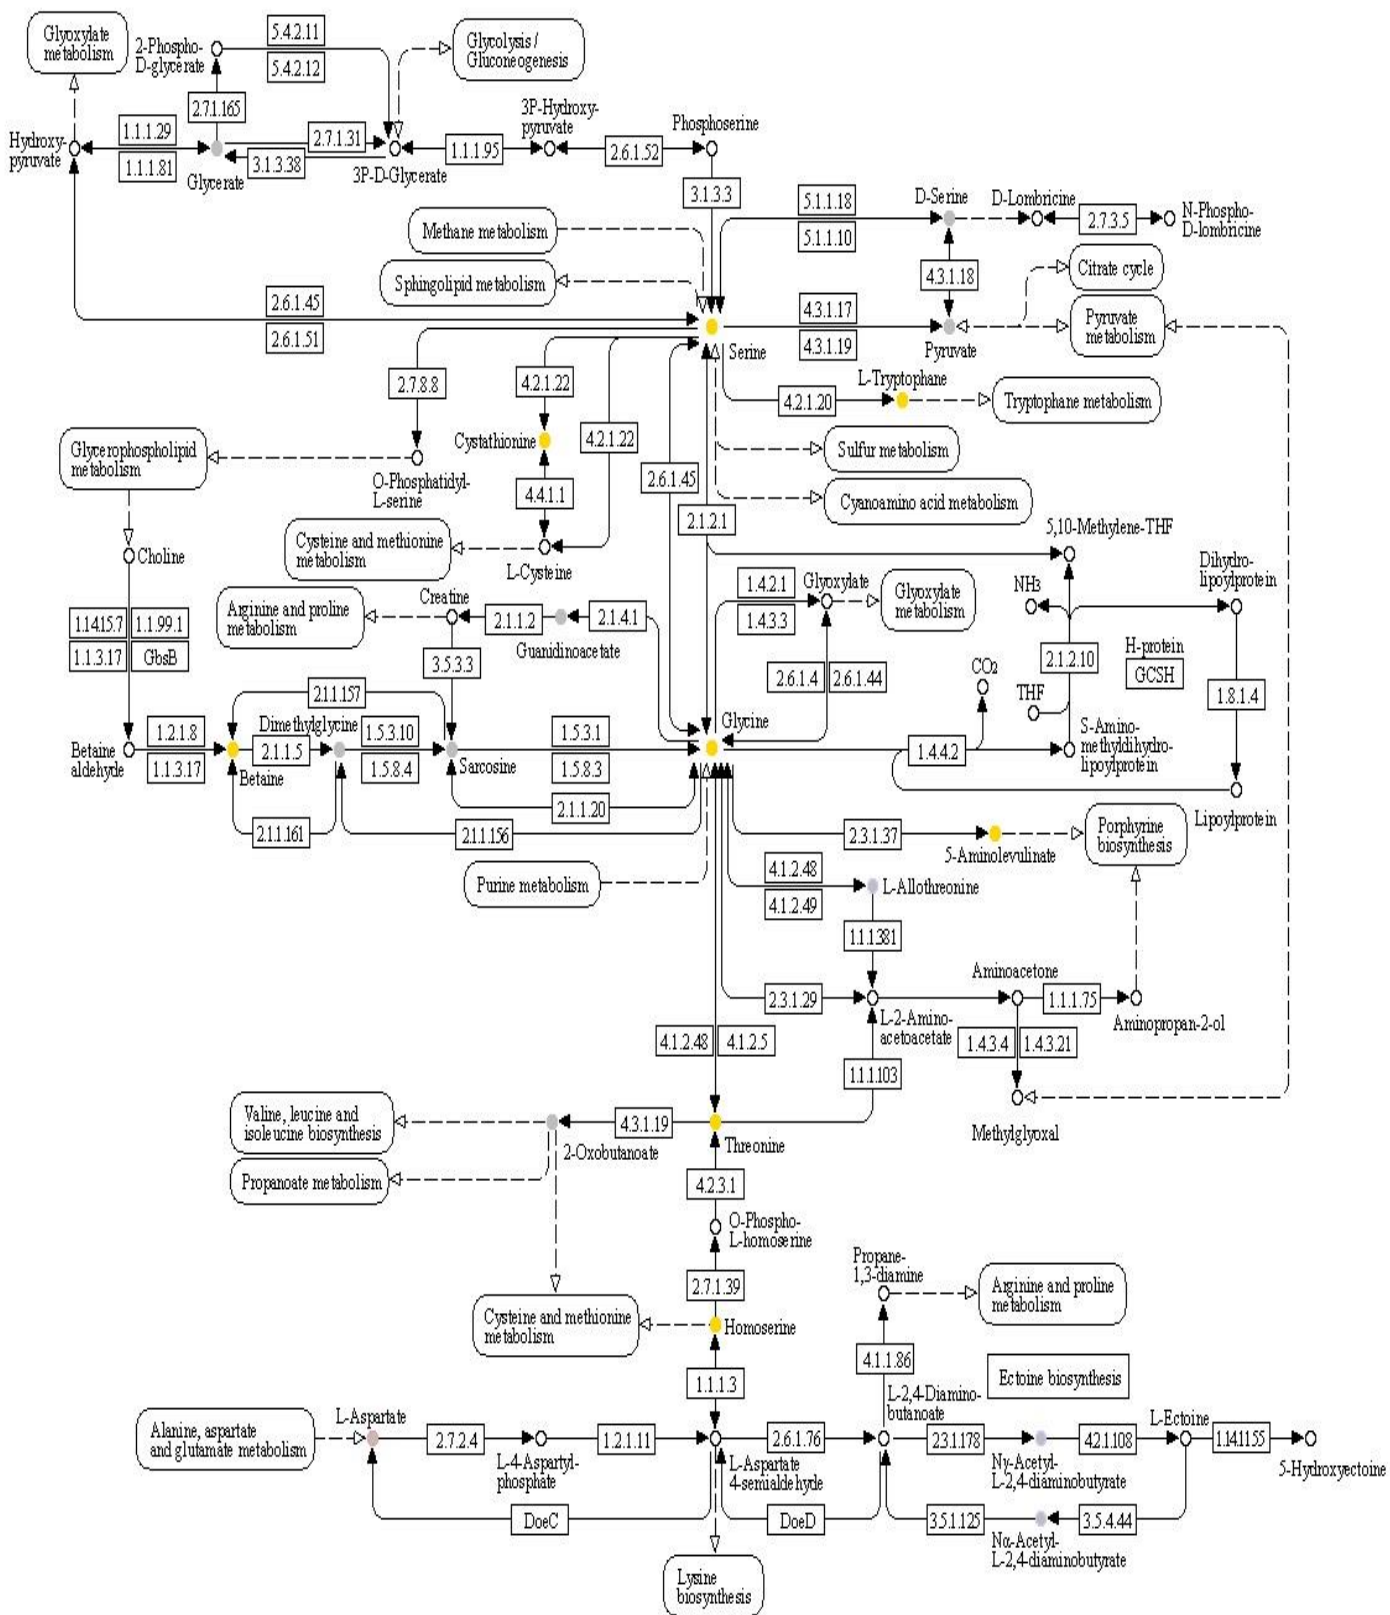 Glyoxylate
metabolism
2-Phospho-
D-glycerate
5.4.2.11
5.4.2.12
Glycolysis /
Gluconeogenesis
2.7.1.165
3P-Hydroxy-
pyruvate
Phosphoserine
Hydroxy-
pyruvate
1.1.1.29
1.1.1.81
Glycerate
2.7.1.31
3.1.3.38
3P-D-Glycerate
1.1.1.95
2.6.1.52
3.1.3.3
Methane metabolism
Sphingolipid metabolism
5.1.1.18
5.1.1.10
D-Serine
D-Lombricine
2.7.3.5
N-Phospho-
D-lombricine
4.3.1.18
Citrate cycle
2.6.1.45
2.6.1.51
4.3.1.17
4.3.1.19
Pyruvate
metabolism
Serine
Pyruvate
2.7.8.8
4.2.1.22
L-Tryptophane
4.2.1.20
Tryptophane metabolism
Glycerophospholipid
metabolism
Cystathionine
4.2.1.22
Sulfur metabolism
O-Phosphatidyl-
L-serine
4.4.1.1
2.6.1.45
Cyanoamino acid metabolism
2.1.2.1
Cysteine and methionine
metabolism
L-Cysteine
5,10-Methylene-THF
Choline
Dihydro-
lipoylprotein
Arginine and proline
metabolism
Creatine
2.1.1.2
2.1.4.1
Guanidinoacetate
1.4.2.1
1.4.3.3
Glyoxylate
Glyoxylate
metabolism
NH3
1.14.15.7
1.1.99.1
1.1.3.17
GbsB
3.5.3.3
2.6.1.4
2.6.1.44
CO2
2.1.2.10
H-protein
GCSH
THF
1.8.1.4
2.1.1.157
Dimethylglycine
Glycine
Betaine
aldehyde
1.2.1.8
1.1.3.17
Betaine
2.1.1.5
1.5.3.10
1.5.8.4
Sarcosine
1.5.3.1
1.5.8.3
1.4.4.2
S-Amino-
methyldihydro-
lipoylprotein
2.1.1.20
2.1.1.161
2.1.1.156
Lipoylprotein
2.3.1.37
5-Aminolevulinate
Porphyrine
biosynthesis
Purine metabolism
4.1.2.48
4.1.2.49
L-Allothreonine
1.1.1.381
Aminoacetone
2.3.1.29
L-2-Amino-
acetoacetate
1.1.1.75
Aminopropan-2-ol
4.1.2.48
4.1.2.5
1.4.3.4
1.4.3.21
1.1.1.103
Valine, leucine and
isoleucine biosynthesis
4.3.1.19
2-Oxobutanoate
Threonine
Methylglyoxal
Propanoate metabolism
4.2.3.1
O-Phospho-
L-homoserine
Propane-
1,3-diamine
2.7.1.39
Arginine and proline
metabolism
Cysteine and methionine
metabolism
Homoserine
4.1.1.86
1.1.1.3
Ectoine biosynthesis
L-2,4-Diamino-
butanoate
Alanine, aspartate
and glutamate metabolism
L-Aspartate
2.7.2.4
L-4-Aspartyl-
phosphate
1.2.1.11
L-Aspartate
4-semialdehyde
2.6.1.76
2.3.1.178
Nγ-Acetyl-
L-2,4-diaminobutyrate
4.2.1.108
L-Ectoine
1.14.11.55
5-Hydroxyectoine
DoeC
DoeD
3.5.1.125
Nα-Acetyl-
L-2,4-diaminobutyrate
3.5.4.44
Lysine
biosynthesis